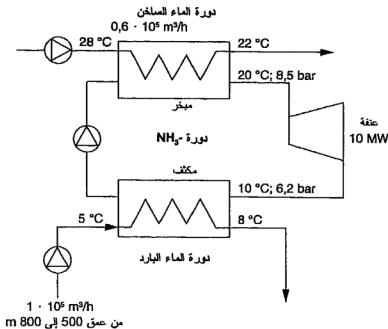 دورة الماء الساخن
0,6 · 10⁵ m³/h
28 °C
22 °C
20 °C; 8,5 bar
مبخر
عنفة
10 MW
دورة -NH₃
مكثف
10 °C; 6,2 bar
5 °C
8 °C
دورة الماء البارد
1 · 10⁵ m³/h
من عمق 500 إلى 800 m